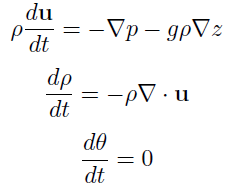 ρ du/dt = −∇p − gρ∇z
dρ/dt = −ρ∇ · u
dθ/dt = 0